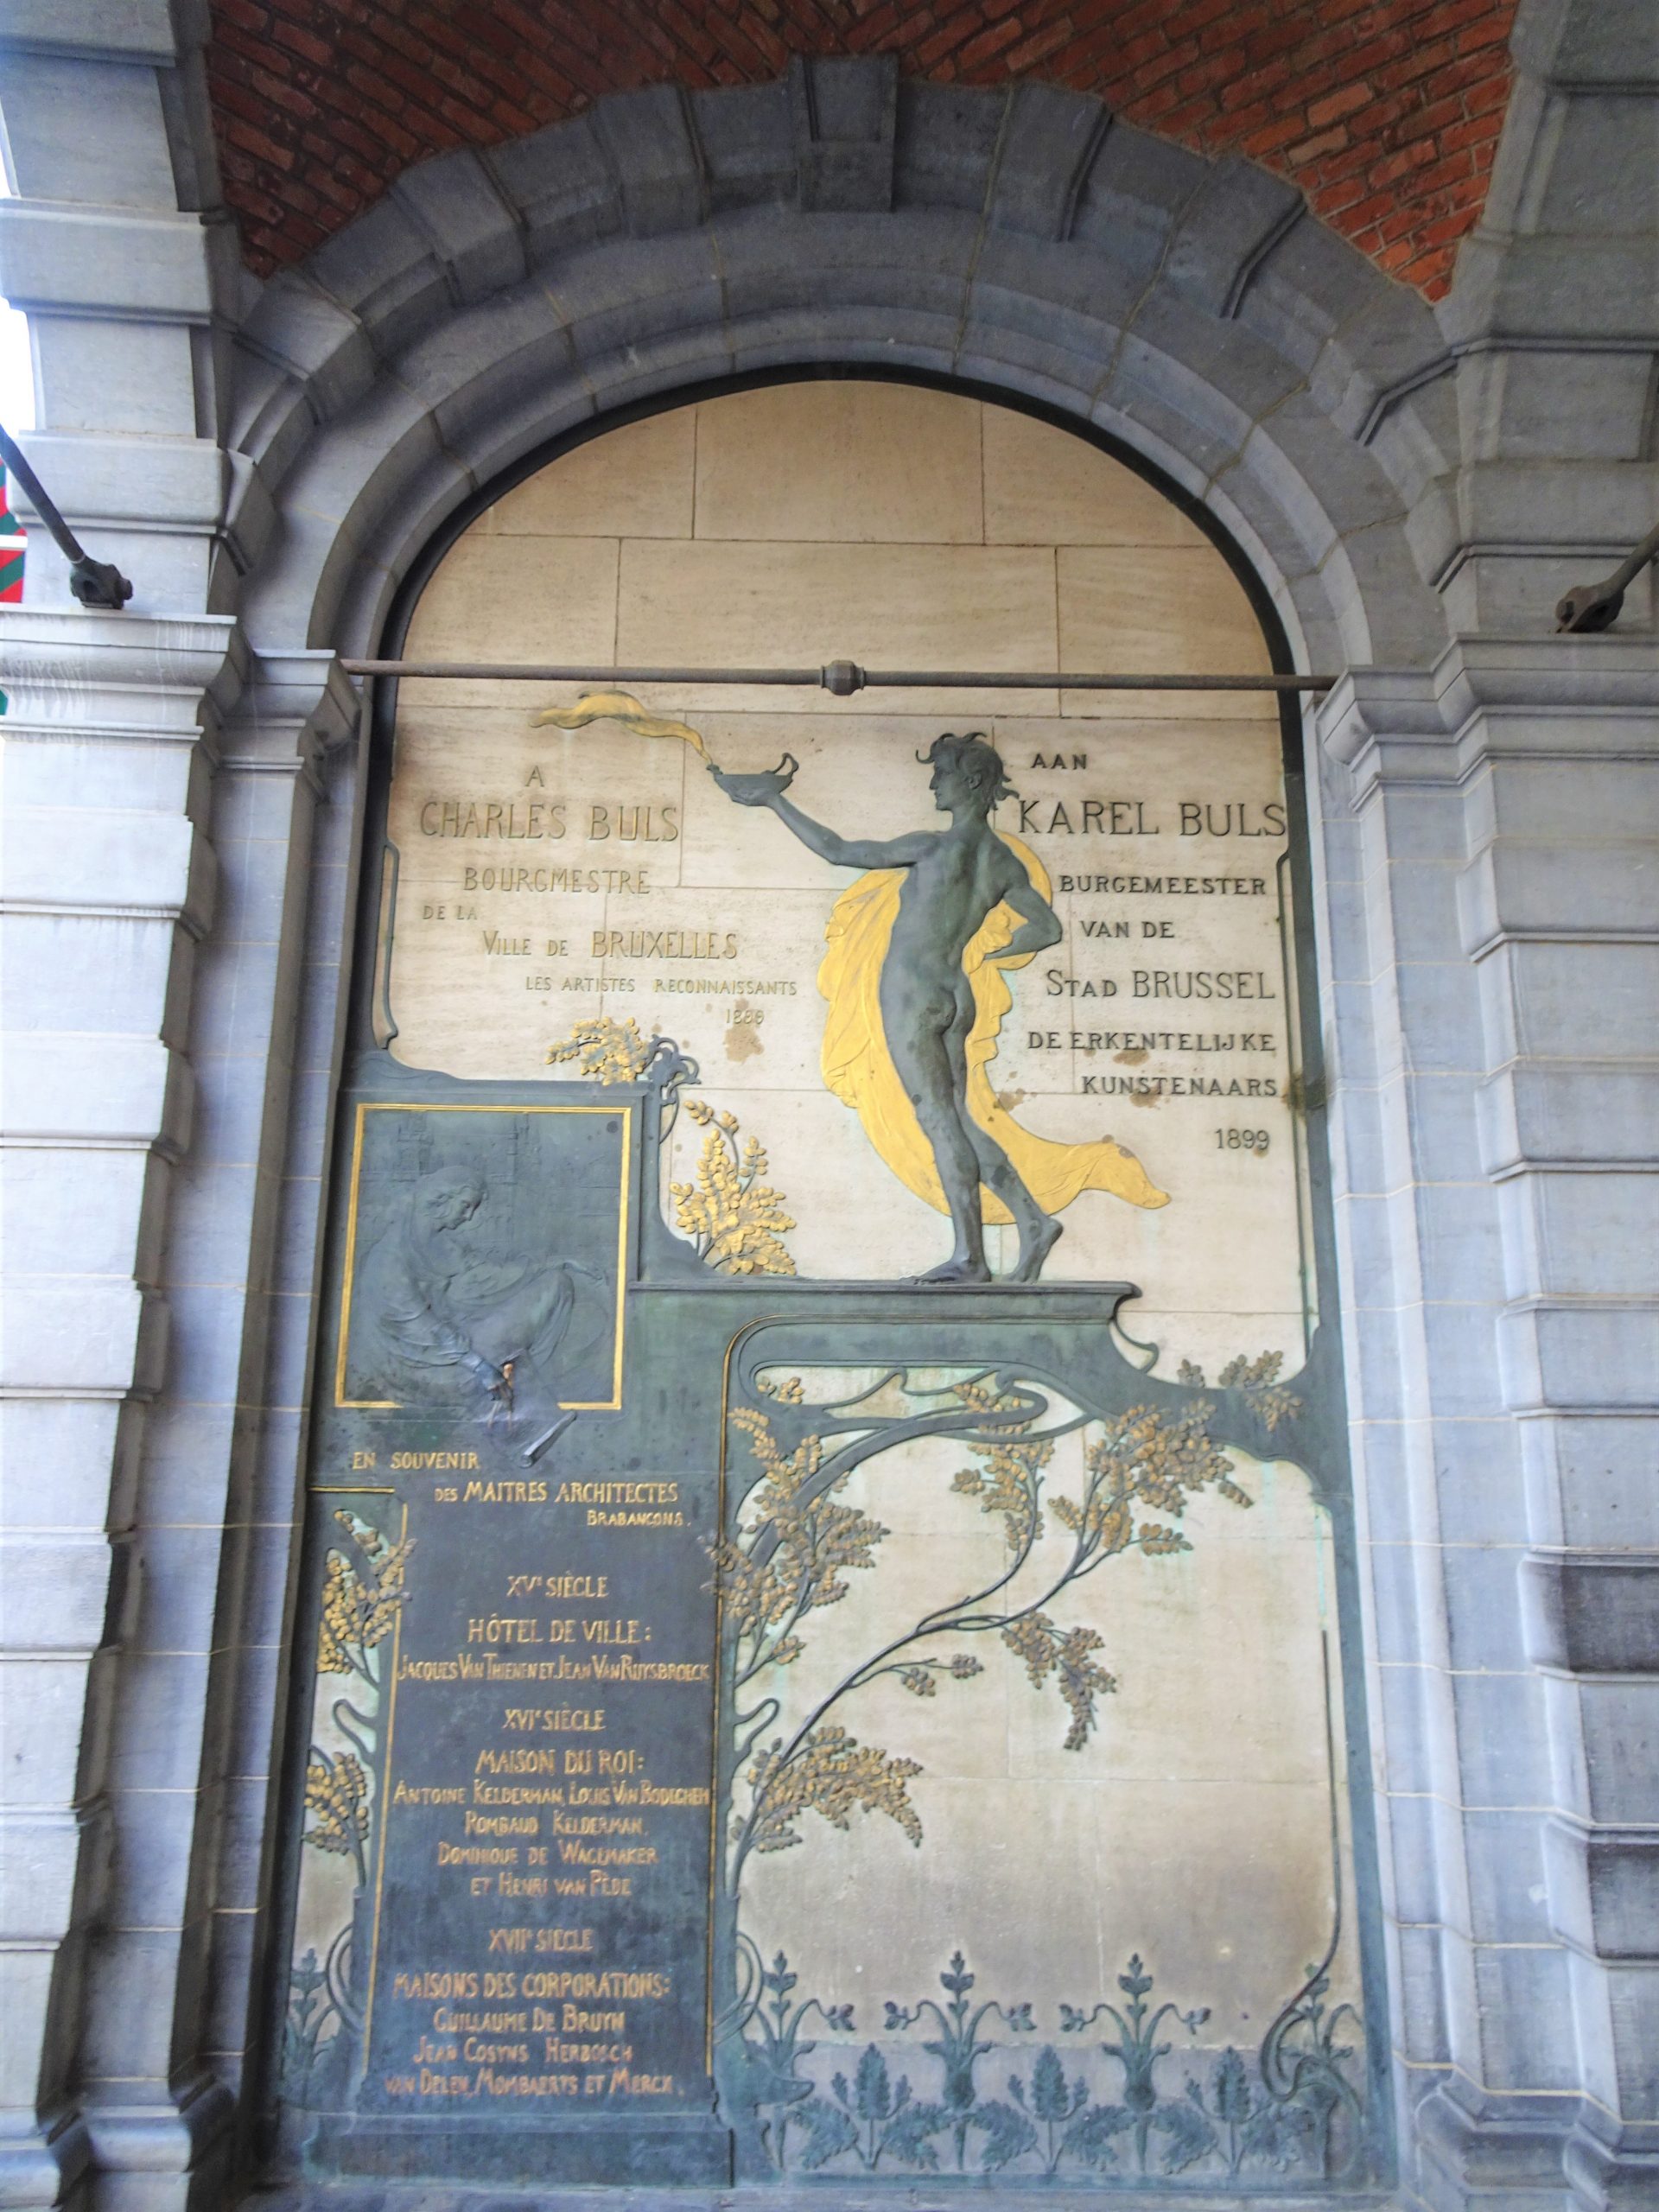 A
CHARLES BULS
BOURGMESTRE
DE LA
VILLE DE BRUXELLES
LES ARTISTES RECONNAISSANTS
AAN
KAREL BULS
BURGEMEESTER
VAN DE
STAD BRUSSEL
DE ERKENTELIJKE
KUNSTENAARS
1899
EN SOUVENIR
DES MAITRES ARCHITECTES
BRABANÇONS.
XVᵉ SIÈCLE
HÔTEL DE VILLE:
JACQUES VAN THIENEN ET JEAN VAN RUYSBROECK
XVIᵉ SIÈCLE
MAISON DU ROI:
ANTOINE KELDERMAN, LOUIS VAN BODEGHEM
ROMBAUD KELDERMAN,
DOMINIQUE DE WAGEMAKER
ET HENRI VAN PÈDE
XVIIᵉ SIECLE
MAISONS DES CORPORATIONS:
GUILLAUME DE BRUYN
JEAN COSYNS HERBOSCH
VAN DELEN, MOMBAERTS ET MERCX.